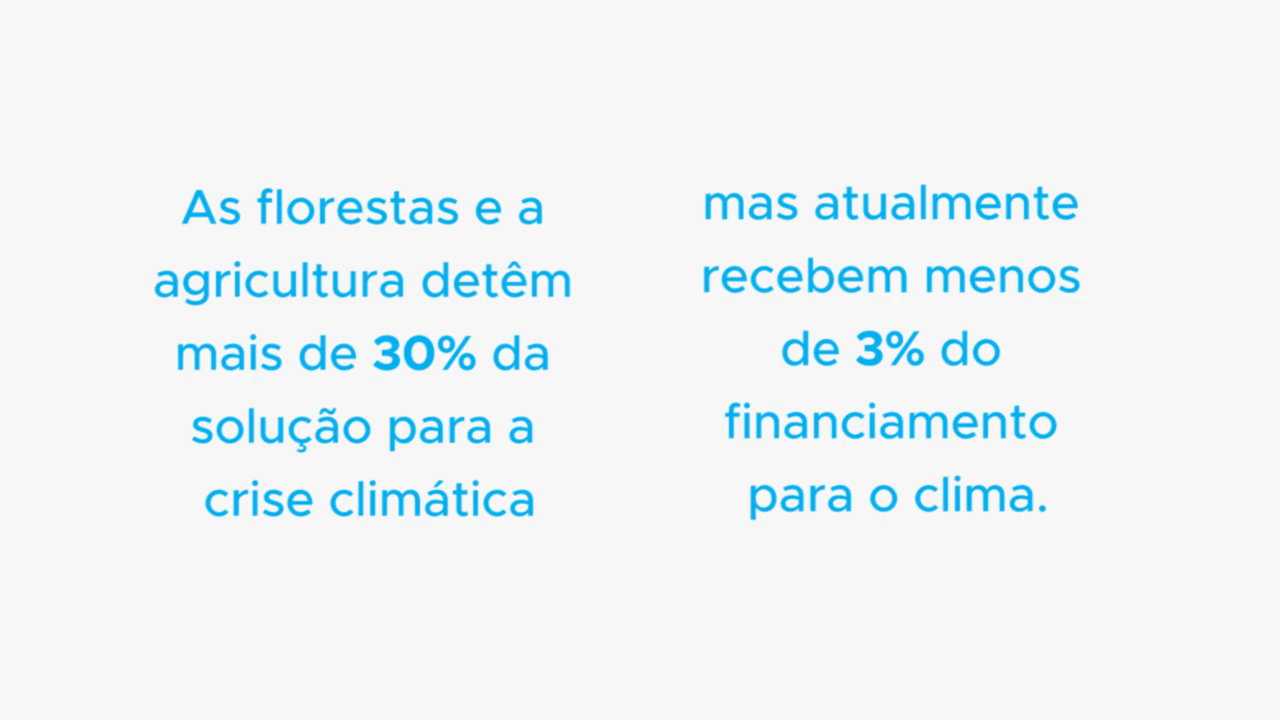 As florestas e a
agricultura detêm
mais de 30% da
solução para a
crise climática
mas atualmente
recebem menos
de 3% do
financiamento
para o clima.